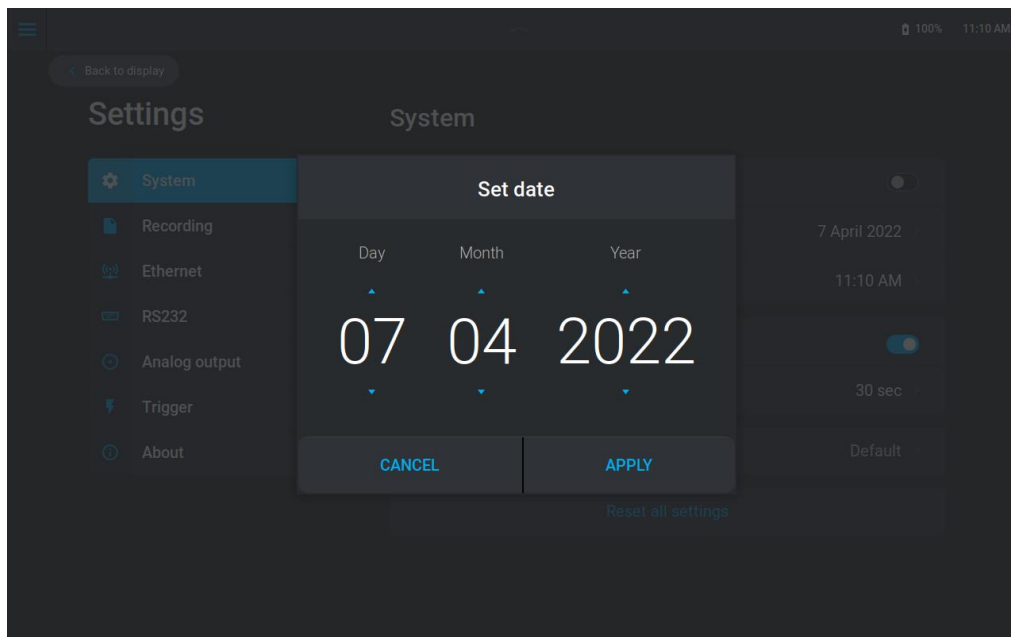 100% 11:10 AM
Back to display
Settings
System
System
Recording
Ethernet
RS232
Analog output
Trigger
About
7 April 2022
11:10 AM
30 sec
Default
Reset all settings
Set date
Day Month Year
07 04 2022
CANCEL APPLY